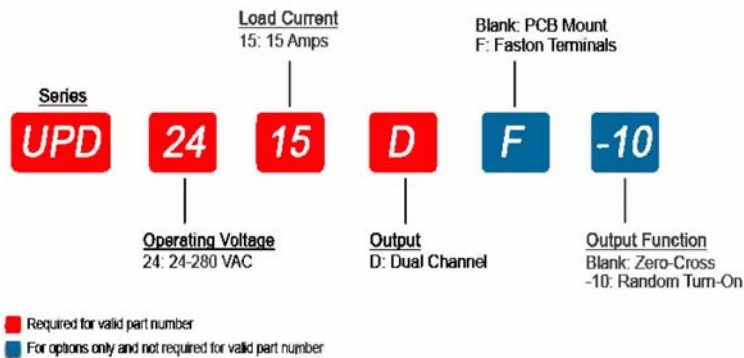 Load Current
15: 15 Amps
Blank: PCB Mount
F: Faston Terminals
Series
UPD 24 15 D F -10
Operating Voltage
24: 24-280 VAC
Output
D: Dual Channel
Output Function
Blank: Zero-Cross
-10: Random Turn-On
Required for valid part number
For options only and not required for valid part number